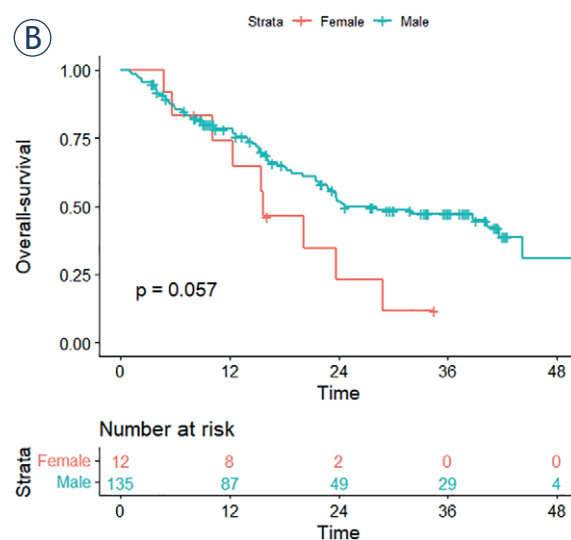 B
Strata Female Male
1.00
0.75
0.50
0.25
0.00
Overall-survival
p = 0.057
0 12 24 36 48
Time
Number at risk
Strata
Female 12 8 2 0 0
Male 135 87 49 29 4
0 12 24 36 48
Time